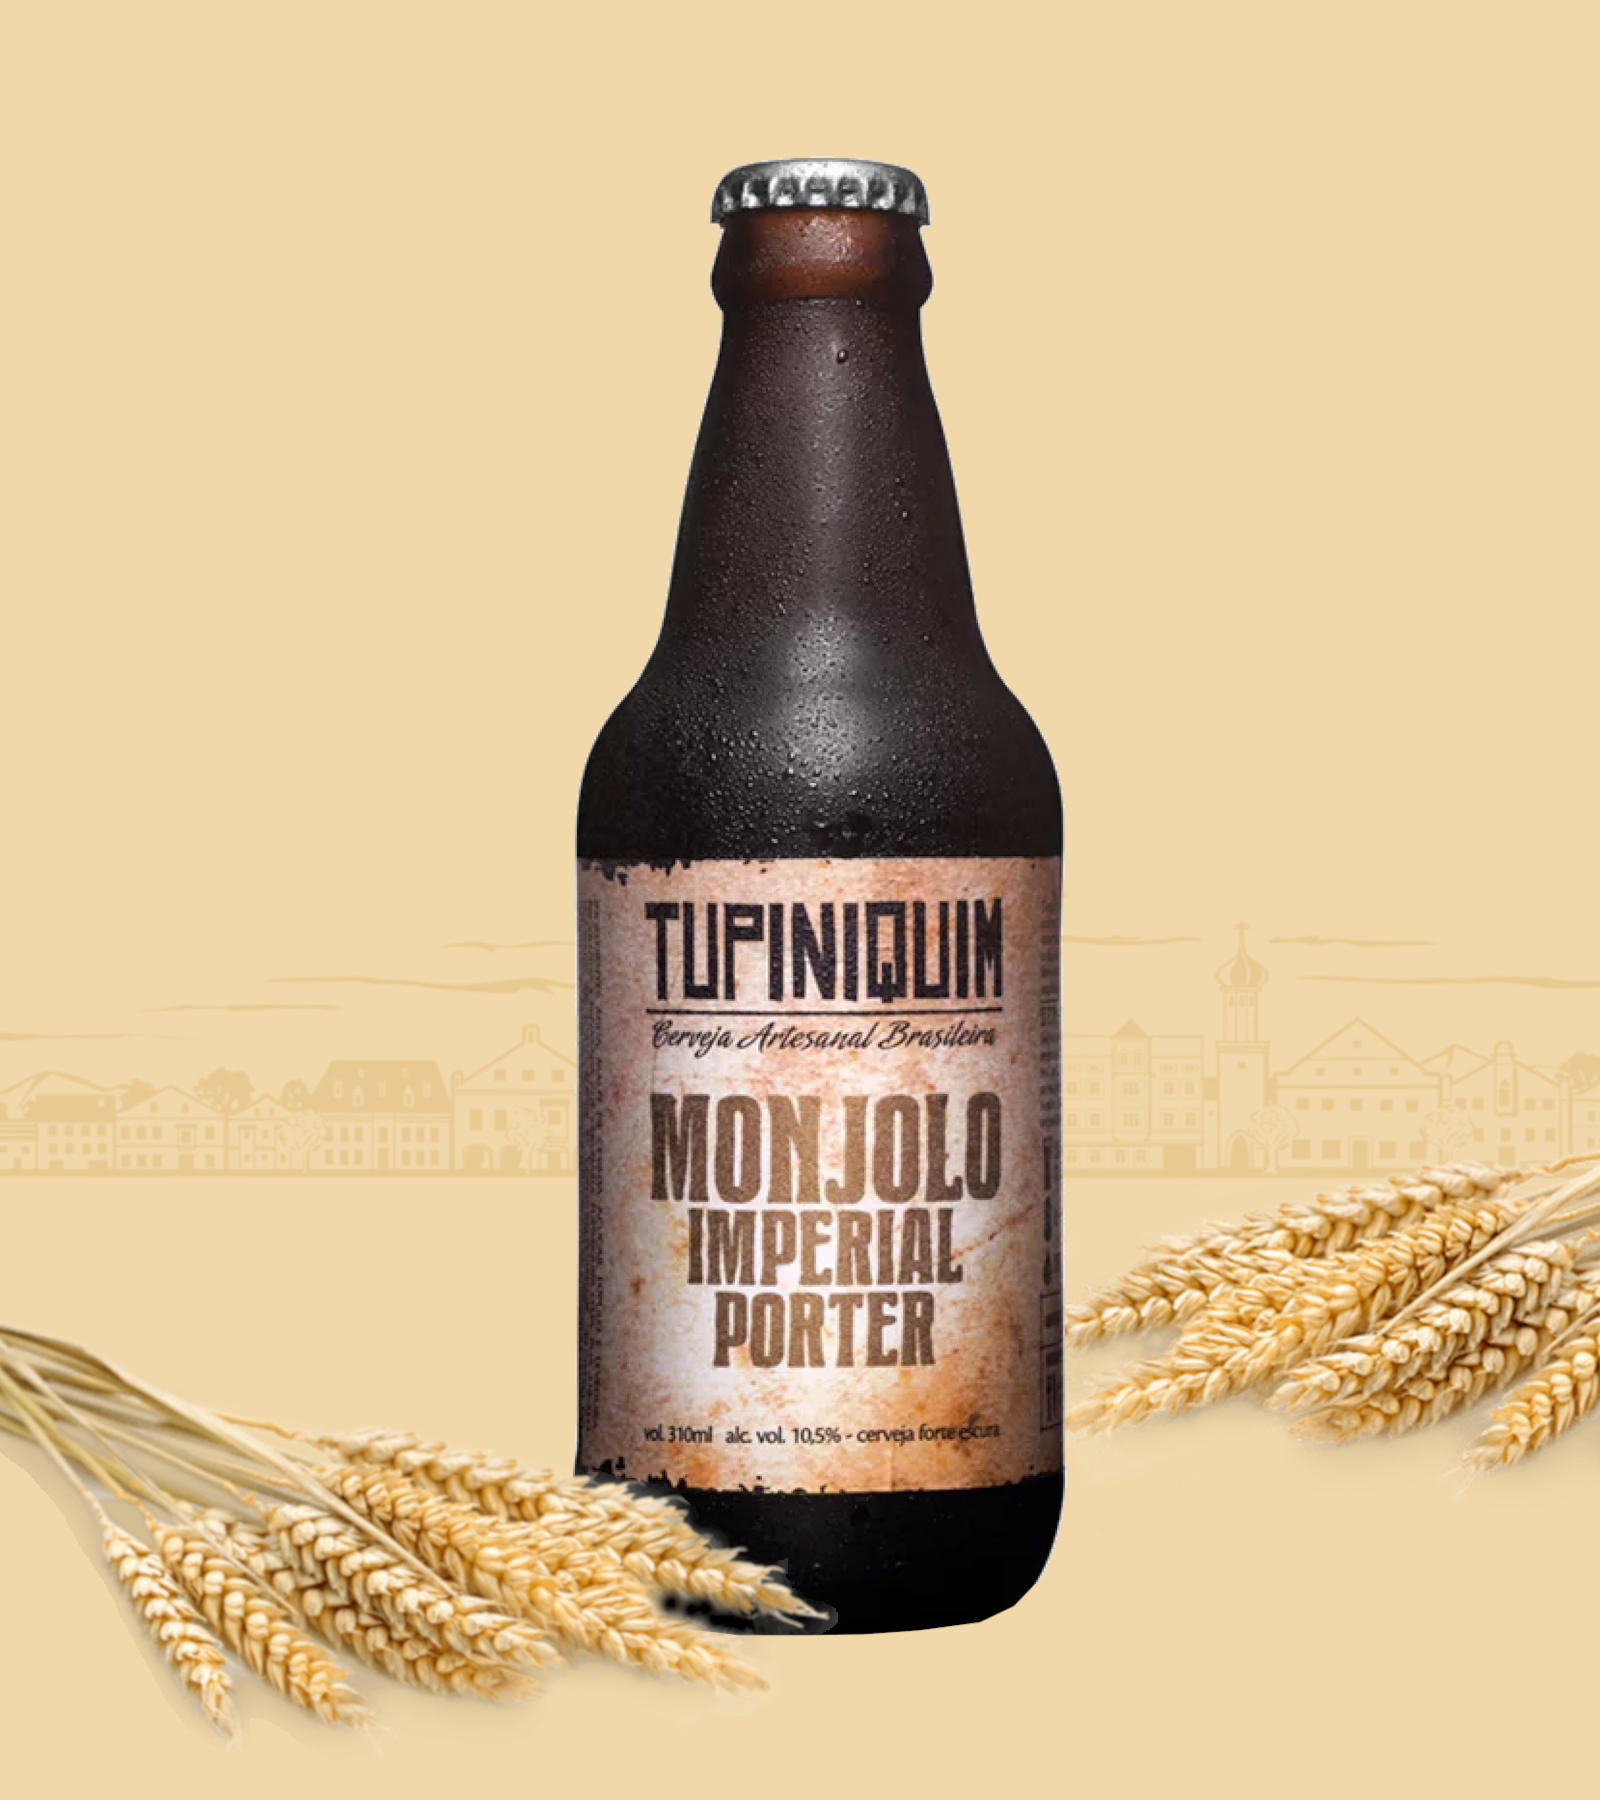 TUPINIQUIM
Cerveja Artesanal Brasileira
MONJOLO
IMPERIAL
PORTER
vol. 310ml alc. vol. 10,5% - cerveja forte escura